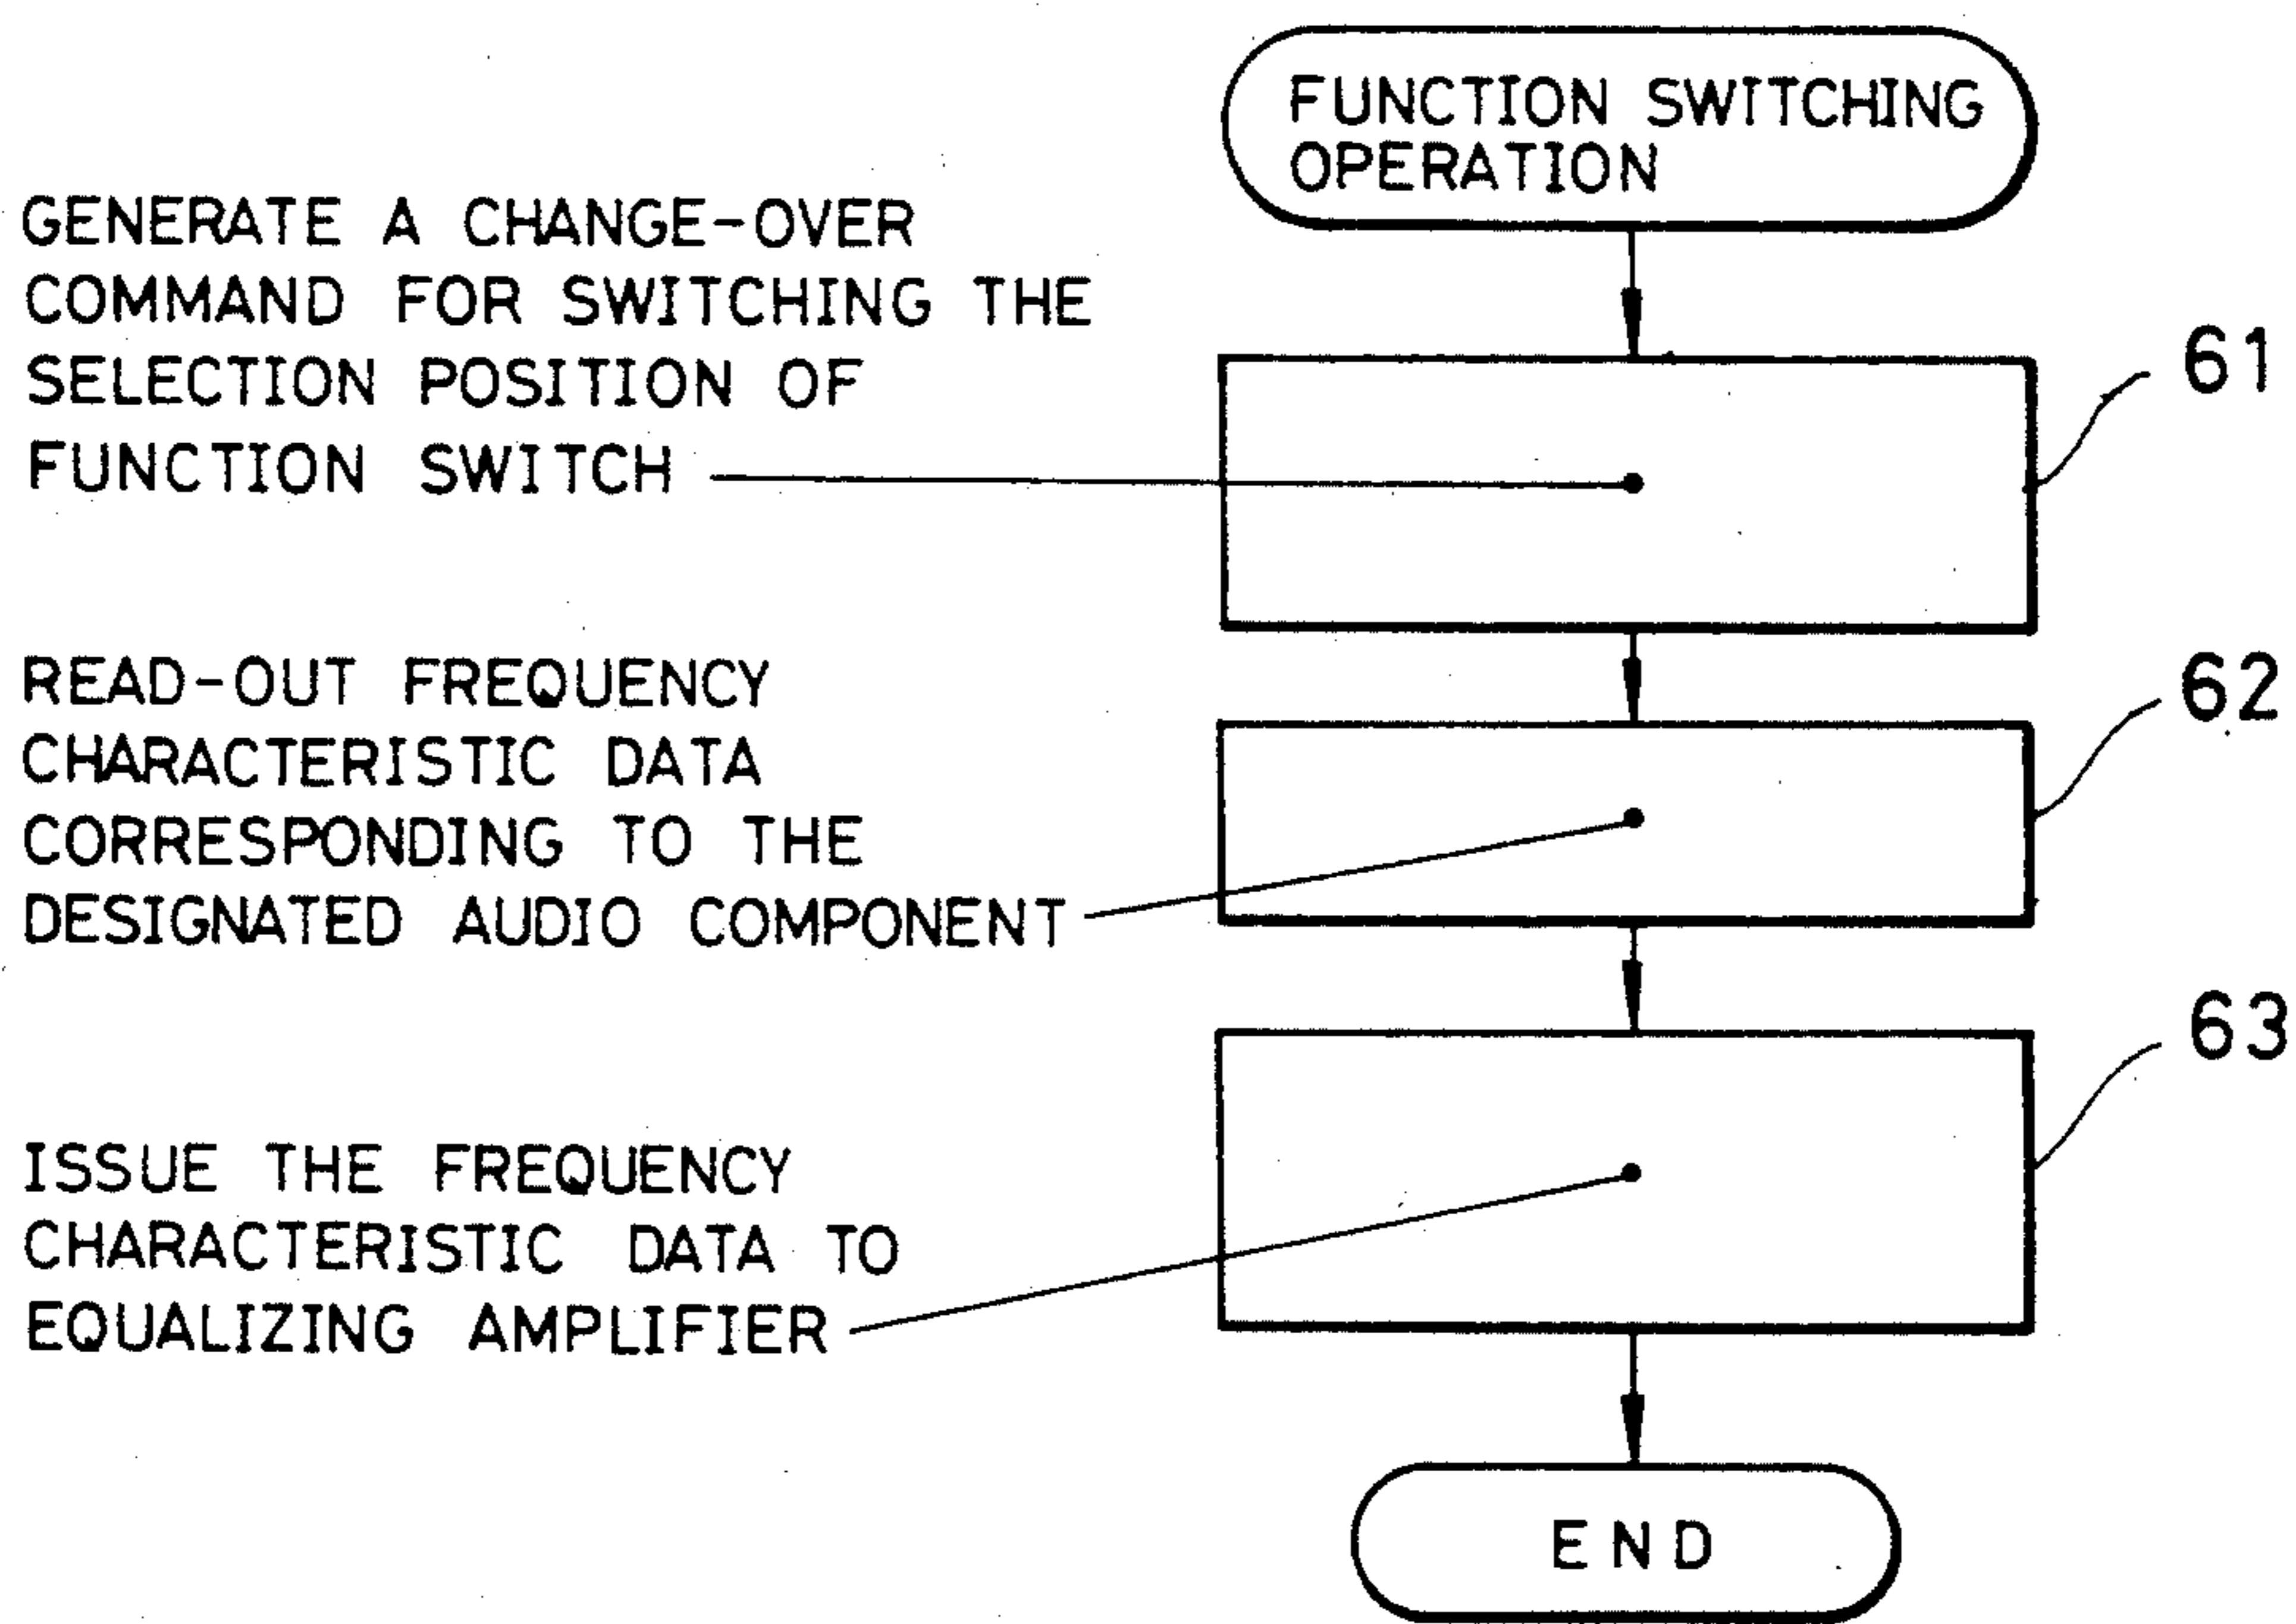 FUNCTION SWITCHING
OPERATION
GENERATE A CHANGE-OVER
COMMAND FOR SWITCHING THE
SELECTION POSITION OF
FUNCTION SWITCH
61
READ-OUT FREQUENCY
CHARACTERISTIC DATA
CORRESPONDING TO THE
DESIGNATED AUDIO COMPONENT
62
ISSUE THE FREQUENCY
CHARACTERISTIC DATA TO
EQUALIZING AMPLIFIER
63
END